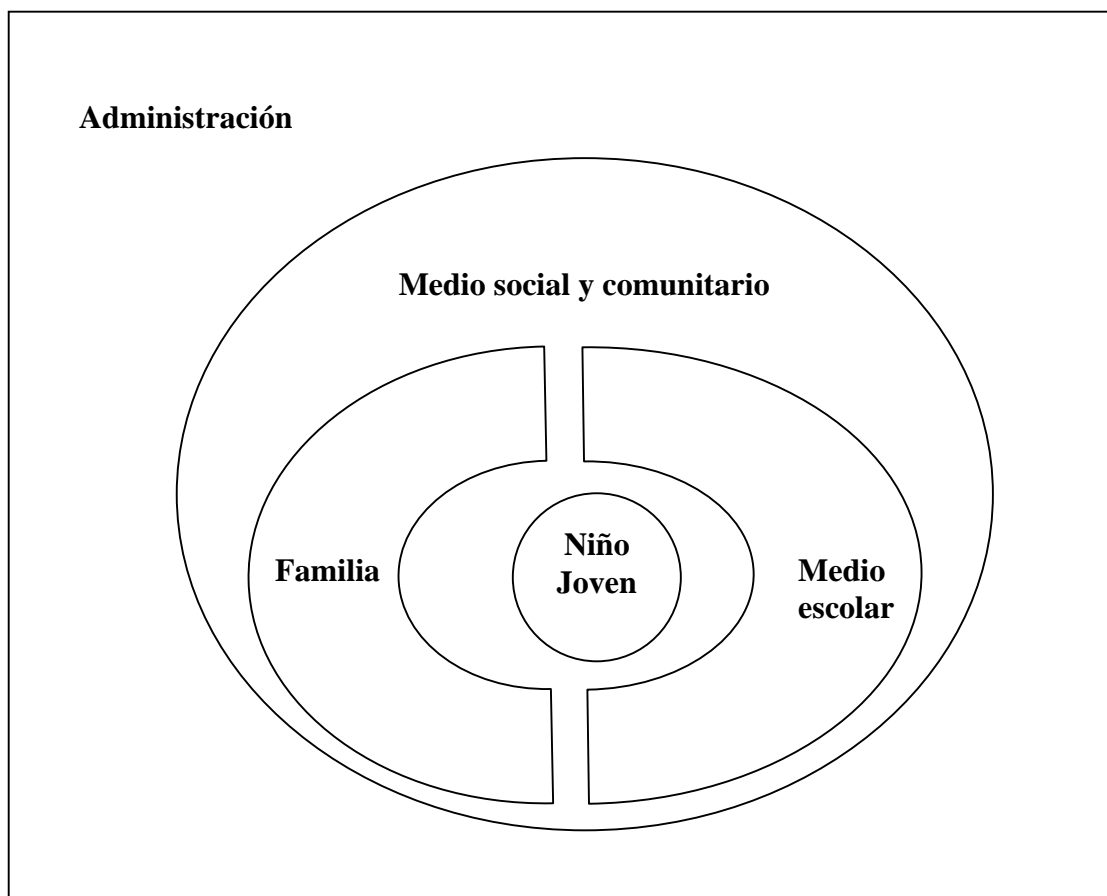 Administración
Medio social y comunitario
Niño
Joven
Familia
Medio
escolar